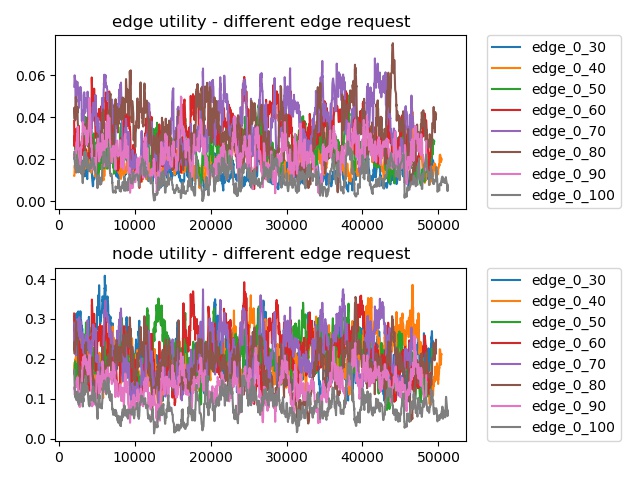 edge utility - different edge request
0.06
0.04
0.02
0.00
0 10000 20000 30000 40000 50000
edge_0_30
edge_0_40
edge_0_50
edge_0_60
edge_0_70
edge_0_80
edge_0_90
edge_0_100
node utility - different edge request
0.4
0.3
0.2
0.1
0.0
0 10000 20000 30000 40000 50000
edge_0_30
edge_0_40
edge_0_50
edge_0_60
edge_0_70
edge_0_80
edge_0_90
edge_0_100